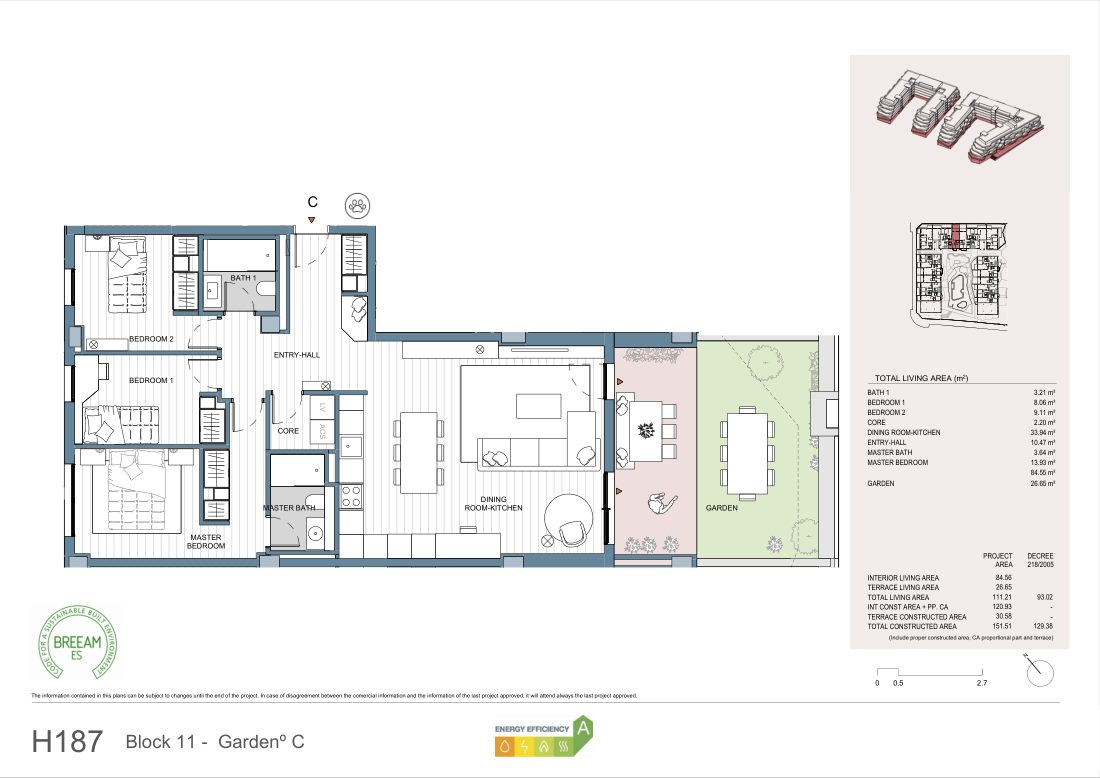 C
BATH 1
BEDROOM 2
ENTRY-HALL
BEDROOM 1
LV
ACS
CORE
DINING
ROOM-KITCHEN
MASTER BATH
MASTER
BEDROOM
GARDEN
TOTAL LIVING AREA (m²)
BATH 1 3.21 m²
BEDROOM 1 8.06 m²
BEDROOM 2 9.11 m²
CORE 2.20 m²
DINING ROOM-KITCHEN 33.94 m²
ENTRY-HALL 10.47 m²
MASTER BATH 3.64 m²
MASTER BEDROOM 13.93 m²
84.55 m²
GARDEN 26.65 m²
PROJECT AREA DECREE 218/2005
INTERIOR LIVING AREA 84.56
TERRACE LIVING AREA 26.65
TOTAL LIVING AREA 111.21 93.02
INT CONST AREA + PP. CA 120.93 -
TERRACE CONSTRUCTED AREA 30.58 -
TOTAL CONSTRUCTED AREA 151.51 129.38
(Include proper constructed area, CA proportional part and terrace)
N
0 0.5 2.7
CODE FOR A SUSTAINABLE BUILT ENVIRONMENT
BREEAM
ES
The information contained in this plans can be subject to changes until the end of the project. In case of disagreement between the comercial information and the information of the last project approved, it will attend always the last project approved.
H187 Block 11 - Gardenº C
ENERGY EFFICIENCY A